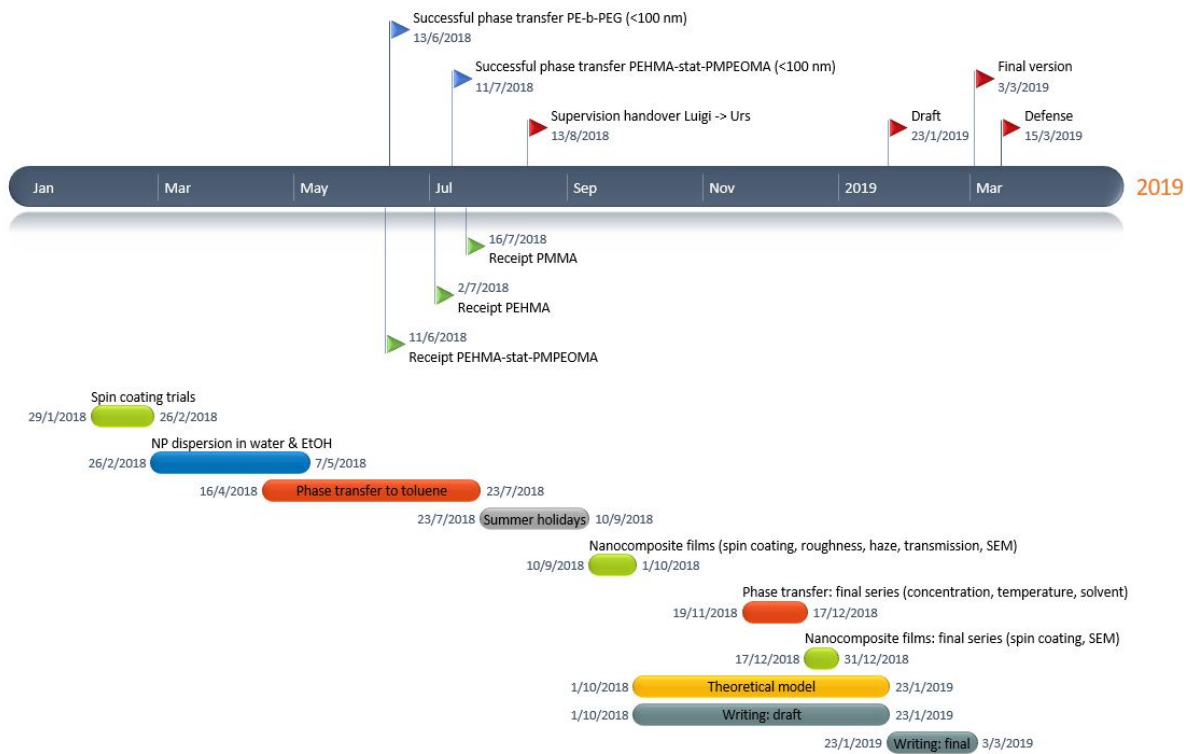 Successful phase transfer PE-b-PEG (<100 nm)
13/6/2018
Successful phase transfer PEHMA-stat-PMPEOMA (<100 nm)
11/7/2018
Final version
3/3/2019
Supervision handover Luigi -> Urs
13/8/2018
Draft
23/1/2019
Defense
15/3/2019
Jan Mar May Jul Sep Nov 2019 Mar 2019
16/7/2018
Receipt PMMA
2/7/2018
Receipt PEHMA
11/6/2018
Receipt PEHMA-stat-PMPEOMA
Spin coating trials
29/1/2018 26/2/2018
NP dispersion in water & EtOH
26/2/2018 7/5/2018
16/4/2018 Phase transfer to toluene 23/7/2018
23/7/2018 Summer holidays 10/9/2018
Nanocomposite films (spin coating, roughness, haze, transmission, SEM)
10/9/2018 1/10/2018
Phase transfer: final series (concentration, temperature, solvent)
19/11/2018 17/12/2018
Nanocomposite films: final series (spin coating, SEM)
17/12/2018 31/12/2018
1/10/2018 Theoretical model 23/1/2019
1/10/2018 Writing: draft 23/1/2019
23/1/2019 Writing: final 3/3/2019